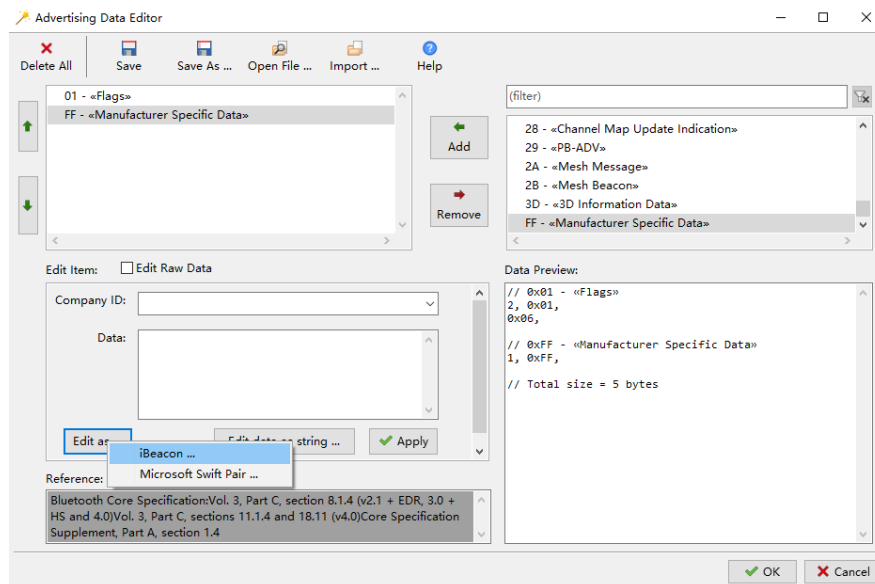 Advertising Data Editor
Delete All
Save
Save As ...
Open File ...
Import ...
Help
01 - «Flags»
FF - «Manufacturer Specific Data»
Add
Remove
(filter)
28 - «Channel Map Update Indication»
29 - «PB-ADV»
2A - «Mesh Message»
2B - «Mesh Beacon»
3D - «3D Information Data»
FF - «Manufacturer Specific Data»
Edit Item:
Edit Raw Data
Company ID:
Data:
Edit as
Edit data as string ...
Apply
iBeacon ...
Microsoft Swift Pair ...
Reference:
Bluetooth Core Specification:Vol. 3, Part C, section 8.1.4 (v2.1 + EDR, 3.0 +
HS and 4.0)Vol. 3, Part C, sections 11.1.4 and 18.11 (v4.0)Core Specification
Supplement, Part A, section 1.4
Data Preview:
// 0x01 - «Flags»
2, 0x01,
0x06,
// 0xFF - «Manufacturer Specific Data»
1, 0xFF,
// Total size = 5 bytes
OK
Cancel